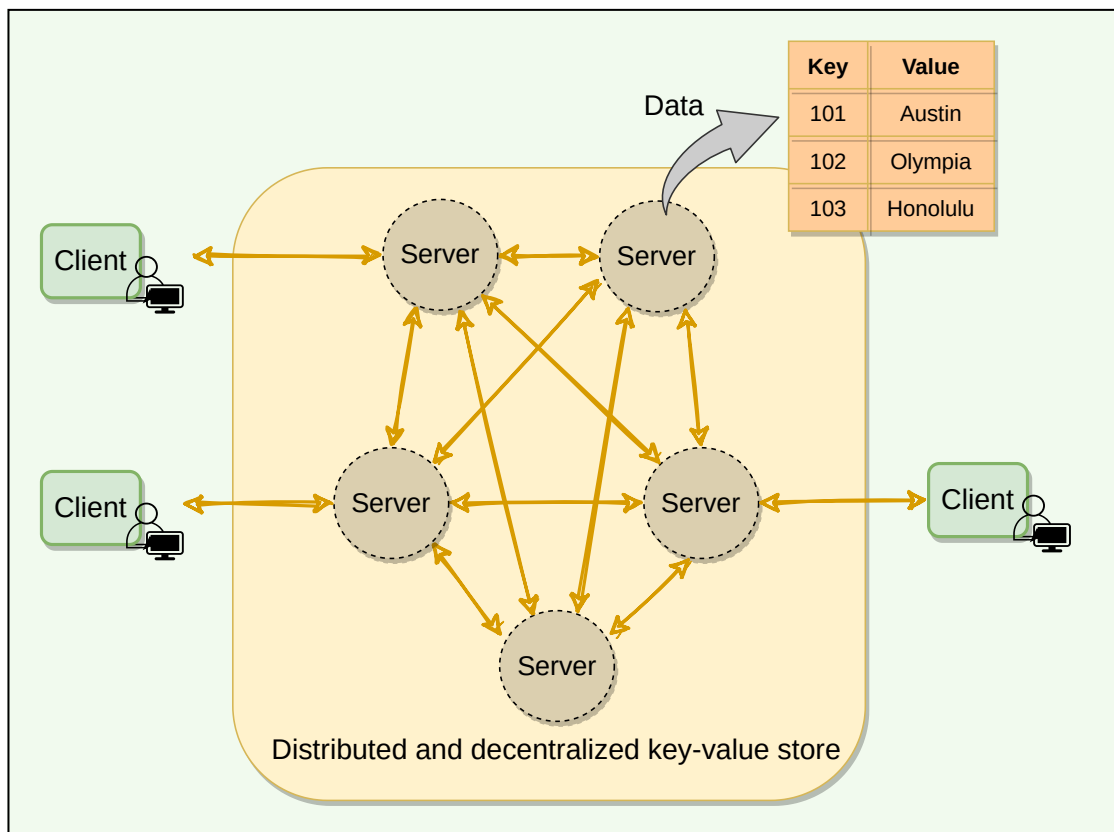 Key Value
Data
101 Austin
102 Olympia
103 Honolulu
Client
Server
Server
Client
Server
Server
Client
Server
Distributed and decentralized key-value store